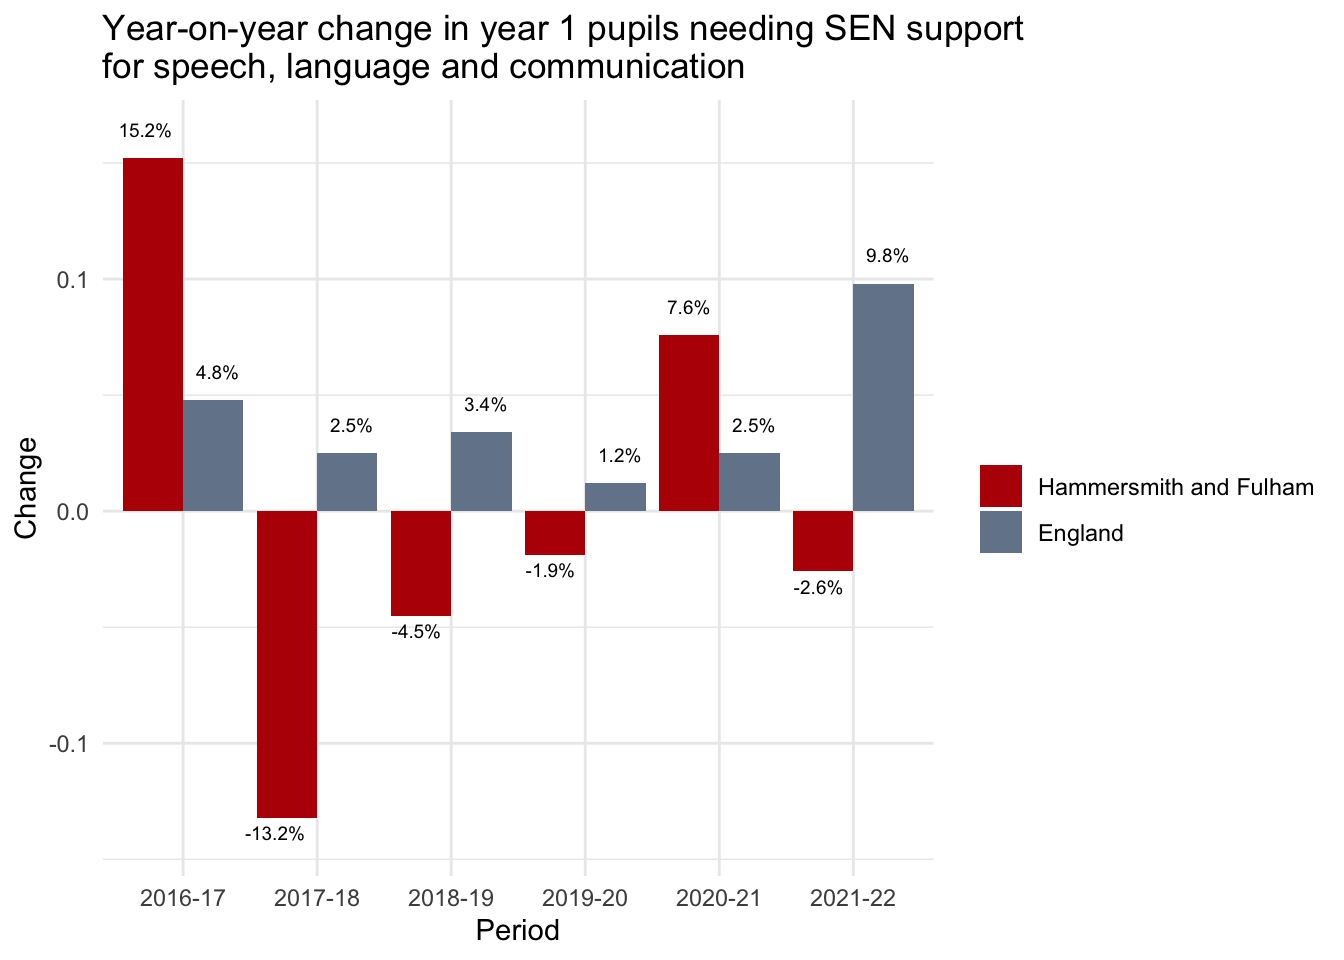 Year-on-year change in year 1 pupils needing SEN support
for speech, language and communication
15.2%
9.8%
0.1
7.6%
4.8%
3.4%
2.5%
2.5%
1.2%
Change
Hammersmith and Fulham
0.0
England
-1.9%
-2.6%
-4.5%
-0.1
-13.2%
2016-17 2017-18 2018-19 2019-20 2020-21 2021-22
Period